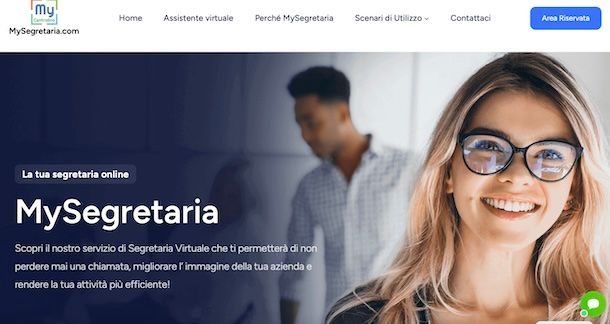 My
Centralino
MySegretaria.com
Home
Assistente virtuale
Perché MySegretaria
Scenari di Utilizzo
Contattaci
Area Riservata
La tua segretaria online
MySegretaria
Scopri il nostro servizio di Segretaria Virtuale che ti permetterà di non
perdere mai una chiamata, migliorare l' immagine della tua azienda e
rendere la tua attività più efficiente!